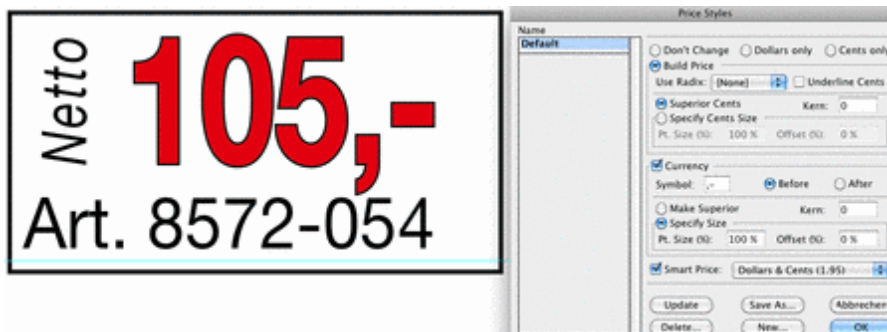 Netto
105,-
Art. 8572-054
Price Styles
Name
Default
Don't Change Dollars only Cents only
Build Price
Use Radix: [None] Underline Cents
Superior Cents Kern: 0
Specify Cents Size
Pt. Size (%): 100 % Offset (%): 0 %
Currency
Symbol: ,- Before After
Make Superior Kern: 0
Specify Size
Pt. Size (%): 100 % Offset (%): 0 %
Smart Price: Dollars & Cents (1.95)
Update Save As... Abbrechen
Delete... New... OK